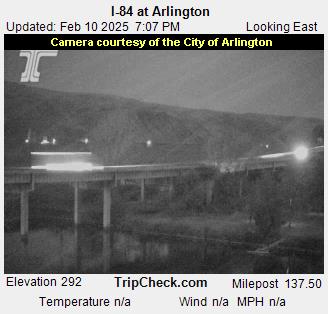 I-84 at Arlington
Updated: Feb 10 2025 7:07 PM Looking East
Camera courtesy of the City of Arlington
Elevation 292 TripCheck.com Milepost 137.50
Temperature n/a Wind n/a MPH n/a